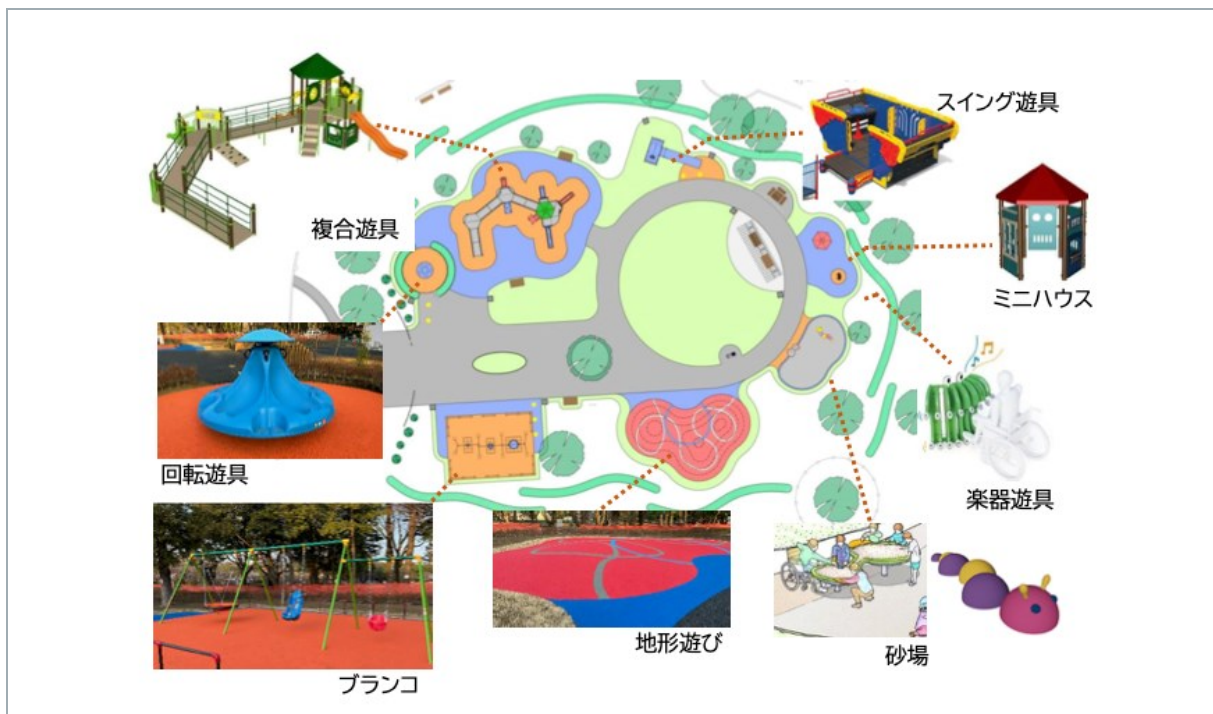 スイング遊具
複合遊具
ミニハウス
回転遊具
楽器遊具
地形遊び
砂場
ブランコ